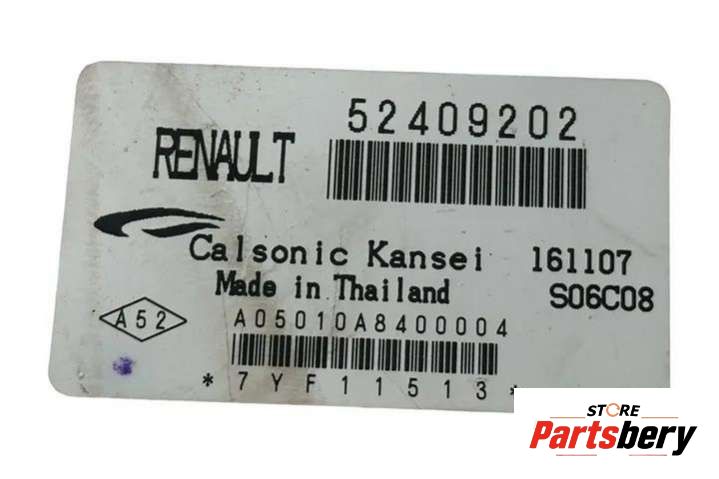 52409202
RENAULT
Calsonic Kansei 161107
Made in Thailand S06C08
A52 A05010A8400004
*7YF11513*
STORE
Partsbery